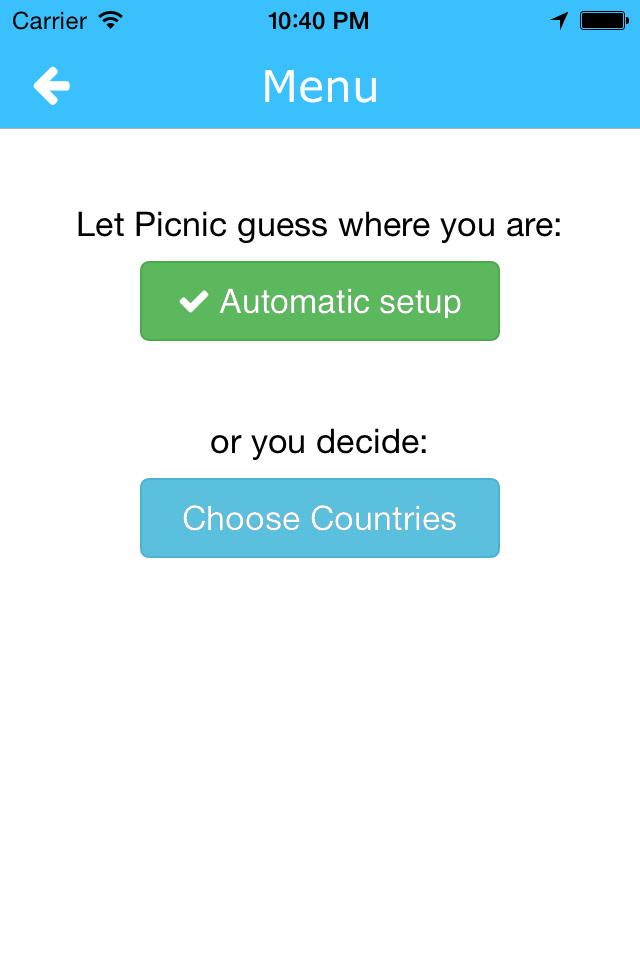 Carrier 10:40 PM
Menu
Let Picnic guess where you are:
Automatic setup
or you decide:
Choose Countries